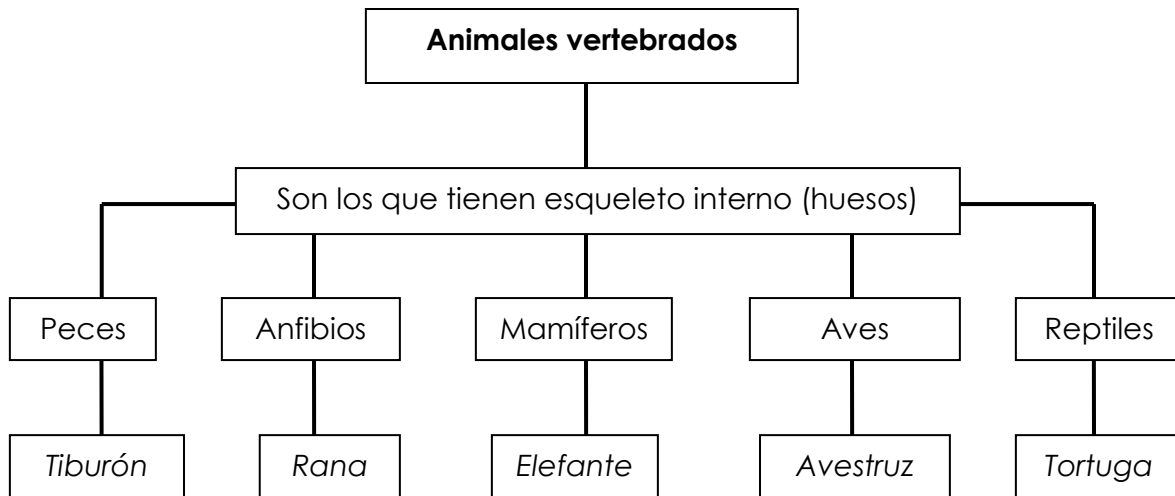 Animales vertebrados
Son los que tienen esqueleto interno (huesos)
Peces
Anfibios
Mamíferos
Aves
Reptiles
Tiburón
Rana
Elefante
Avestruz
Tortuga